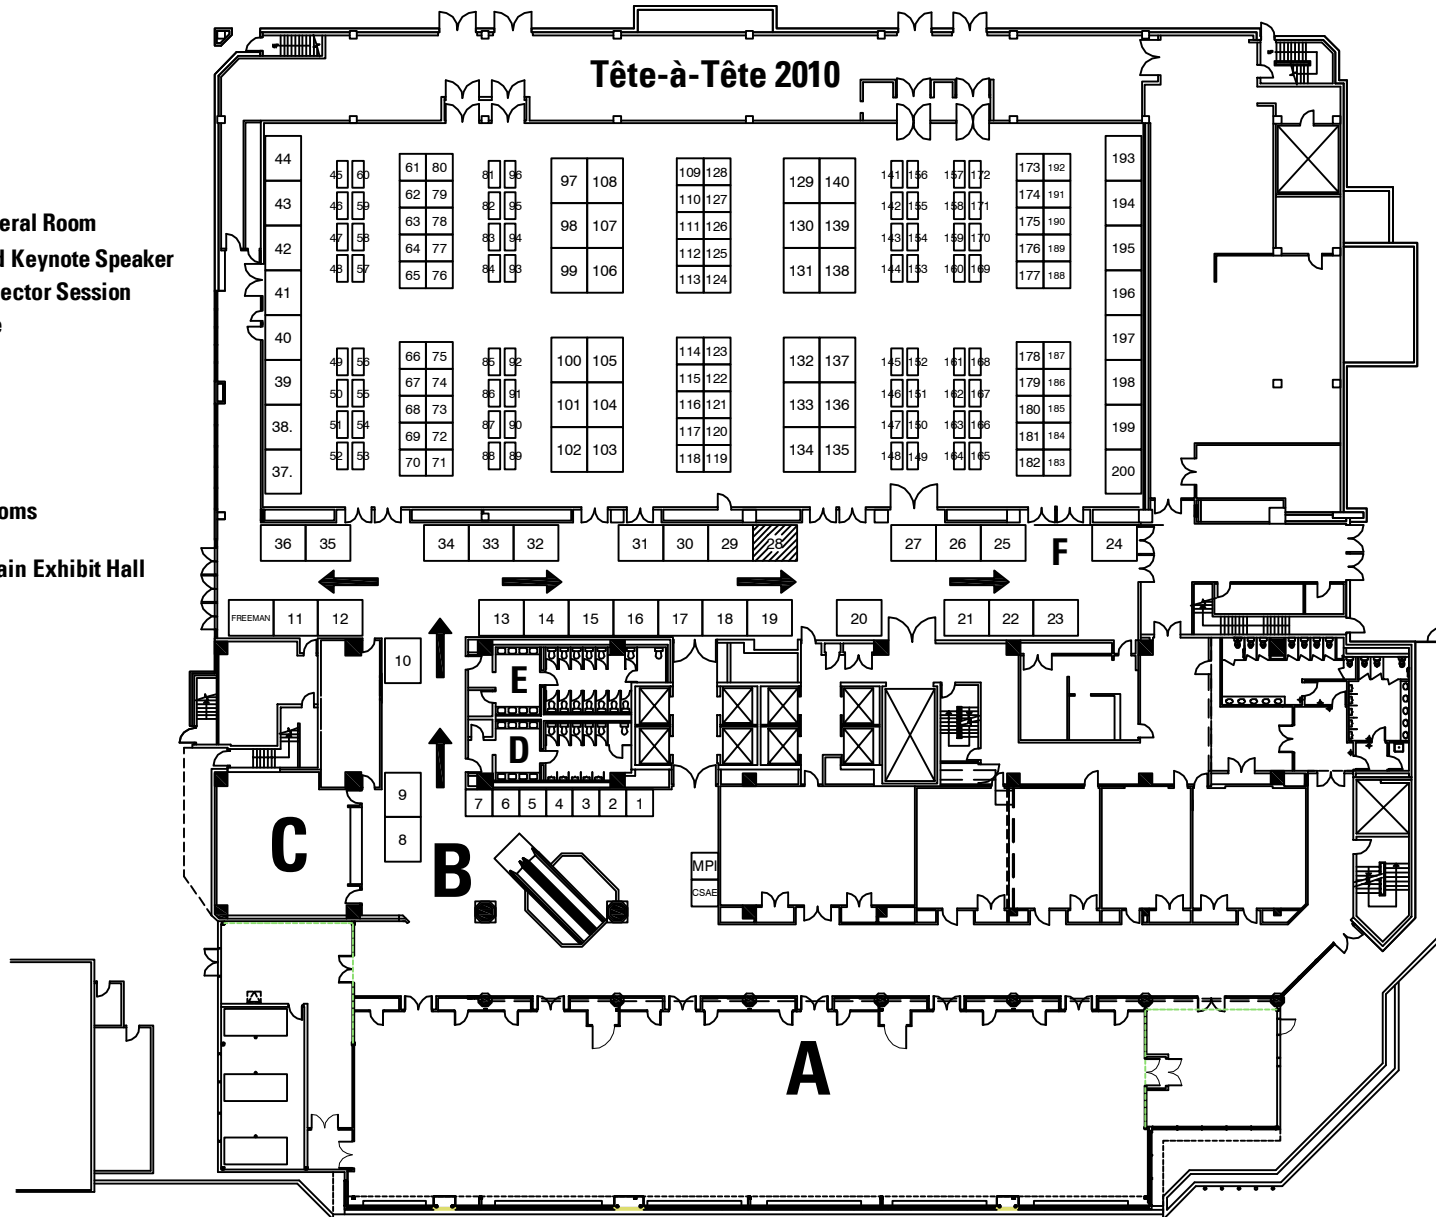 Tête-à-Tête 2010
eral Room
d Keynote Speaker
ector Session
e
oms
ain Exhibit Hall
44 45 60 61 80 81 96 97 108 109 128 129 140 141 156 157 172 173 192 193
43 46 59 62 79 82 95 98 107 110 127 130 139 142 155 158 171 174 191 194
42 47 58 63 78 83 94 99 106 111 126 131 138 143 154 159 170 175 190 195
41 48 57 64 77 84 93 112 125 144 153 160 169 176 189 196
65 76 113 124 177 188
40 49 56 66 75 85 92 100 105 114 123 132 137 145 152 161 168 178 187 197
39 50 55 67 74 86 91 101 104 115 122 133 136 146 151 162 167 179 186 198
38. 51 54 68 73 87 90 102 103 116 121 134 135 147 150 163 166 180 185 199
37. 52 53 69 72 88 89 117 120 148 149 164 165 181 184 200
70 71 118 119 182 183
36 35 34 33 32 31 30 29 28 27 26 25 F 24
FREEMAN 11 12 13 14 15 16 17 18 19 20 21 22 23
10
E
D
9
7 6 5 4 3 2 1
8
C
B
MPI
CSAE
A